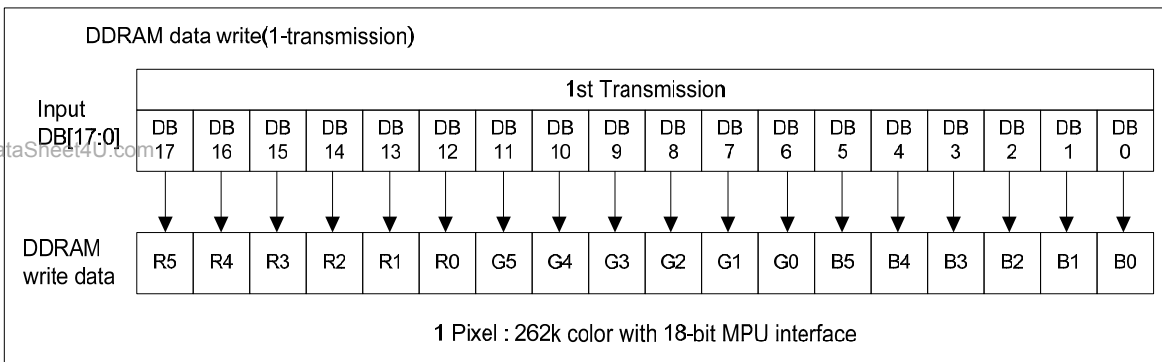 DDRAM data write(1-transmission)
1st Transmission
Input
DB[17:0]
DB 17 DB 16 DB 15 DB 14 DB 13 DB 12 DB 11 DB 10 DB 9 DB 8 DB 7 DB 6 DB 5 DB 4 DB 3 DB 2 DB 1 DB 0
ataSheet4U.com
DDRAM
write data
R5 R4 R3 R2 R1 R0 G5 G4 G3 G2 G1 G0 B5 B4 B3 B2 B1 B0
1 Pixel : 262k color with 18-bit MPU interface